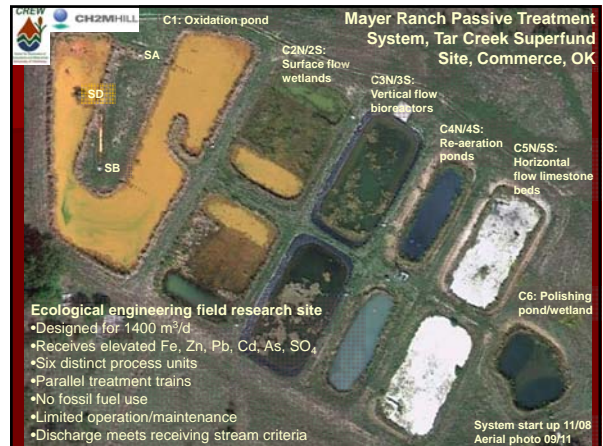 CREW
CH2MHILL
C1: Oxidation pond
Mayer Ranch Passive Treatment
System, Tar Creek Superfund
Site, Commerce, OK
SA
C2N/2S:
Surface flow
wetlands
SD
C3N/3S:
Vertical flow
bioreactors
C4N/4S:
Re-aeration
ponds
C5N/5S:
Horizontal
flow limestone
beds
SB
C6: Polishing
pond/wetland
Ecological engineering field research site
•Designed for 1400 m³/d
•Receives elevated Fe, Zn, Pb, Cd, As, SO₄
•Six distinct process units
•Parallel treatment trains
•No fossil fuel use
•Limited operation/maintenance
•Discharge meets receiving stream criteria
System start up 11/08
Aerial photo 09/11